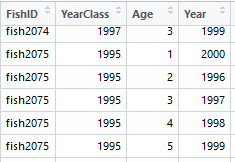 FishID YearClass Age Year
fish2074 1997 3 1999
fish2075 1995 1 2000
fish2075 1995 2 1996
fish2075 1995 3 1997
fish2075 1995 4 1998
fish2075 1995 5 1999